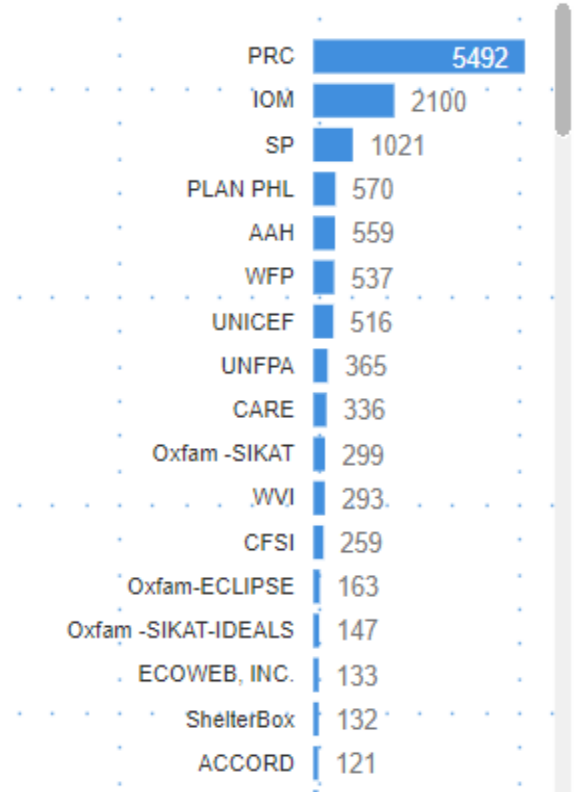 PRC 5492
IOM 2100
SP 1021
PLAN PHL 570
AAH 559
WFP 537
UNICEF 516
UNFPA 365
CARE 336
Oxfam -SIKAT 299
WVI 293
CFSI 259
Oxfam-ECLIPSE 163
Oxfam -SIKAT-IDEALS 147
ECOWEB, INC. 133
ShelterBox 132
ACCORD 121